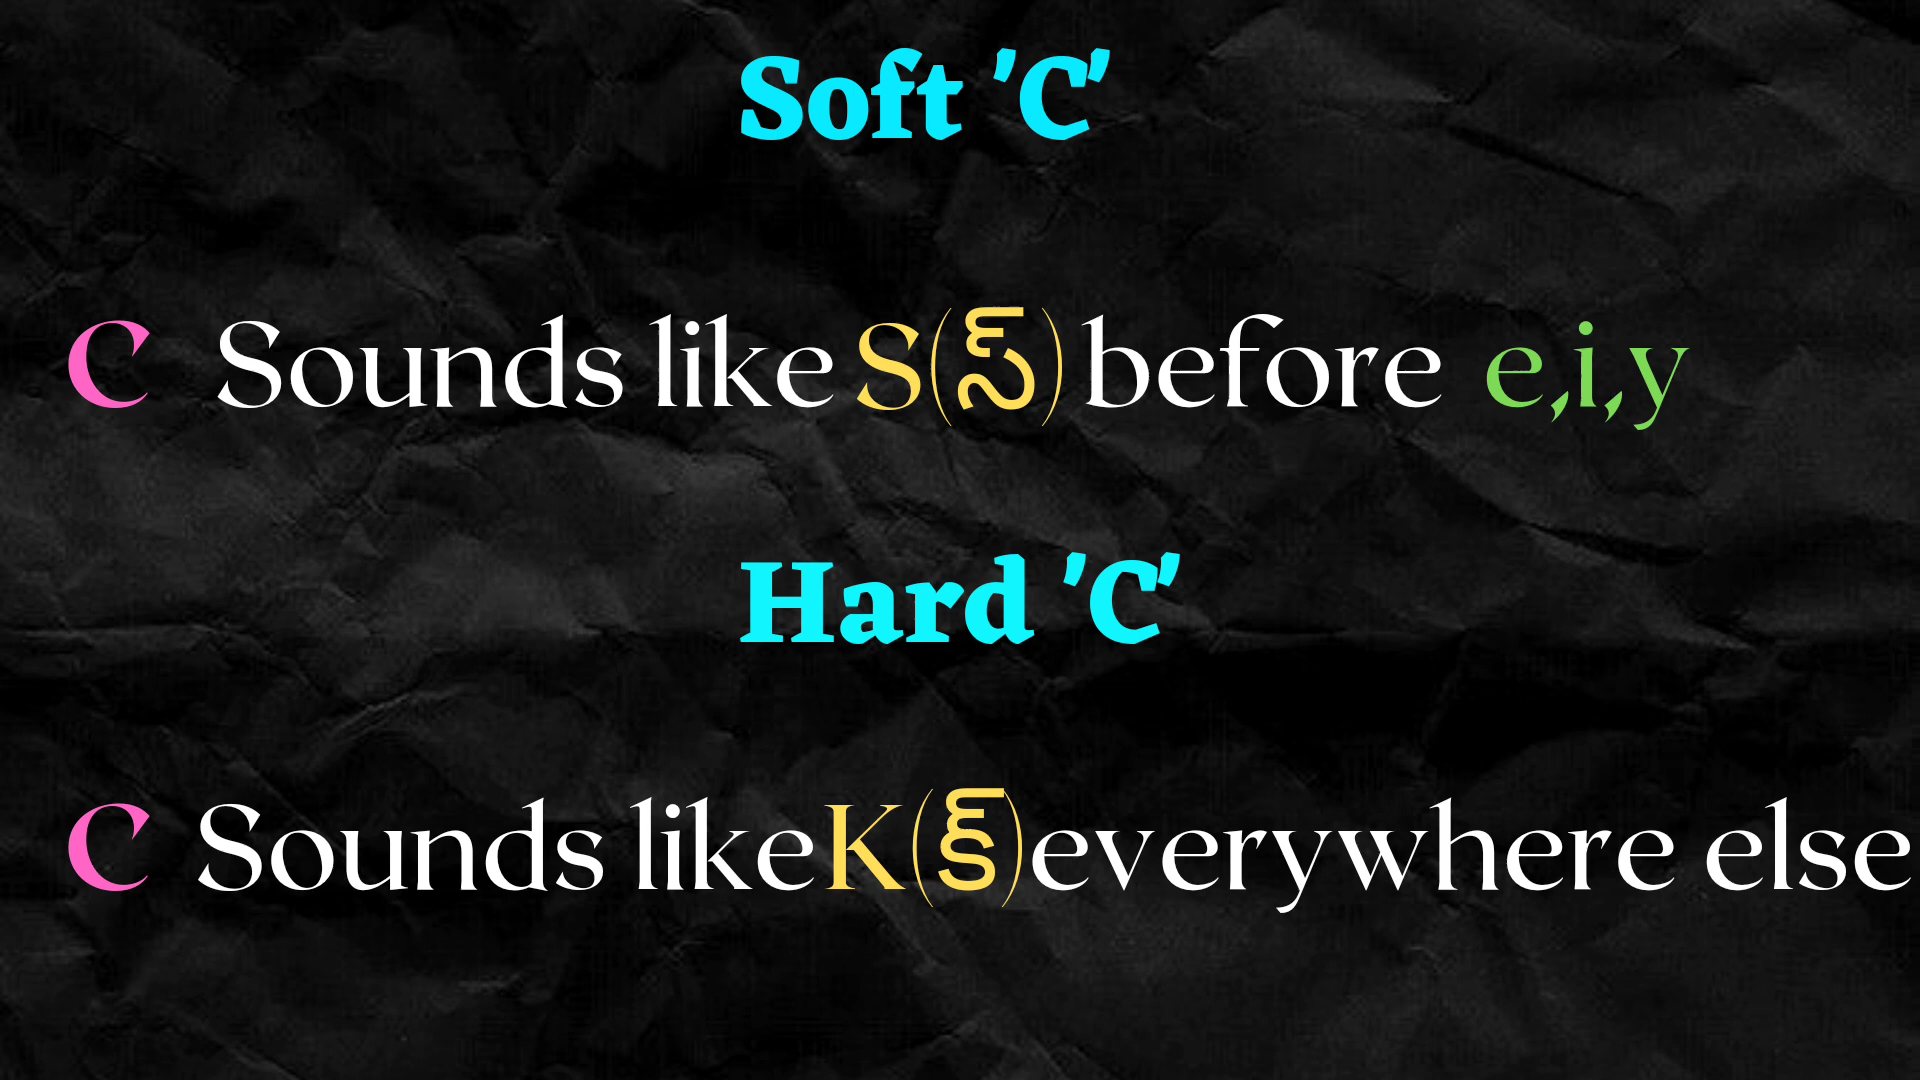 Soft 'C'
C Sounds like S(స్) before e,i,y
Hard 'C'
C Sounds like K(క్) everywhere else